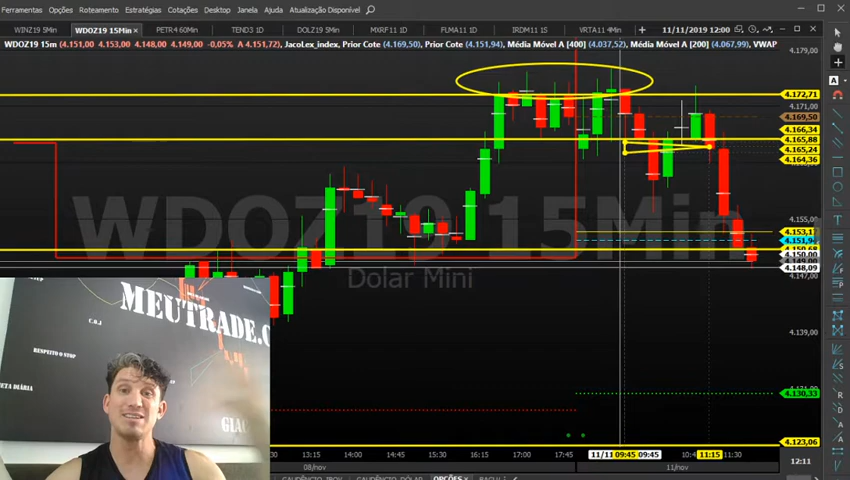 Ferramentas Opções Roteamento Estratégias Cotações Desktop Janela Ajuda Atualização Disponível
WINZ19 5Min WDOZ19 15Min PETR4 60Min TEND3 1D DOLZ19 5Min MXRF11 1D FLMA11 1D IRDM11 1S VRTA11 4Min 11/11/2019 12:00
WDOZ19 15m (4.151,00 4.153,00 4.148,00 4.149,00 -0,05% A 4.151,72), JacoLex_index, Prior Cote (4.169,50), Prior Cote (4.151,94), Média Móvel A [400] (4.037,52), Média Móvel A [200] (4.067,99), VWAP
4.179,00
4.172,71
4.171,00
4.169,50
4.166,34
4.165,88
4.165,24
4.164,36
WDOZ19 15Min
Dolar Mini
4.155,00
4.150,00
4.148,09
4.147,00
4.139,00
4.130,33
4.123,06
MEUTRADE.C
C.O.J
RESPEITO O STOP
ETA DIÁRIA
13:15 14:00 14:45 15:30 16:15 17:00 17:45 11/11 09:45 09:45 11:15 11:30
08/nov 11/nov
12:11
OPÇÕES